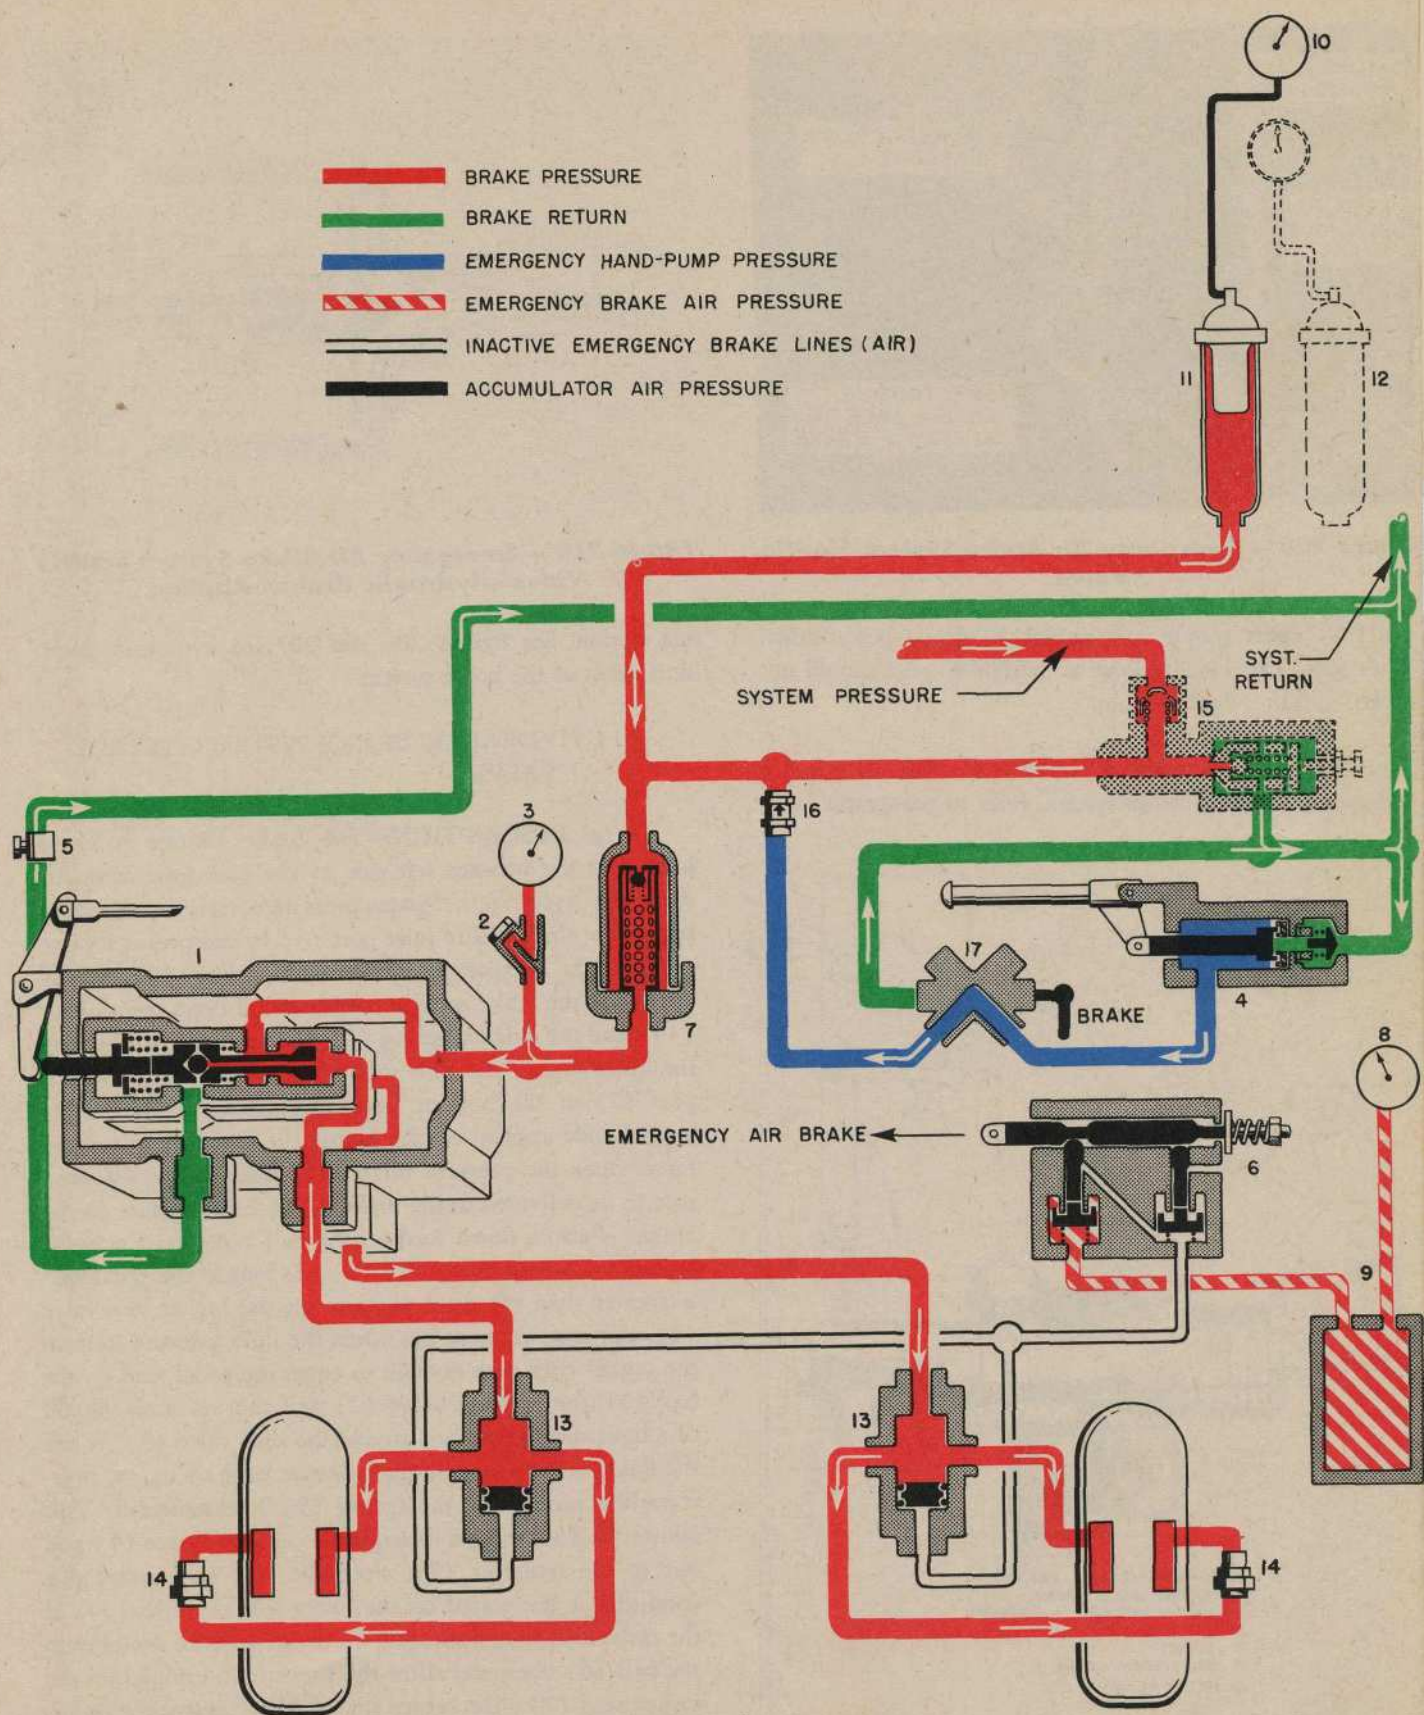 10
BRAKE PRESSURE
BRAKE RETURN
EMERGENCY HAND-PUMP PRESSURE
EMERGENCY BRAKE AIR PRESSURE
INACTIVE EMERGENCY BRAKE LINES (AIR)
ACCUMULATOR AIR PRESSURE
11
12
SYSTEM PRESSURE
SYST.
RETURN
15
16
3
5
2
1
17
7
4
BRAKE
8
EMERGENCY AIR BRAKE
6
9
13
13
14
14